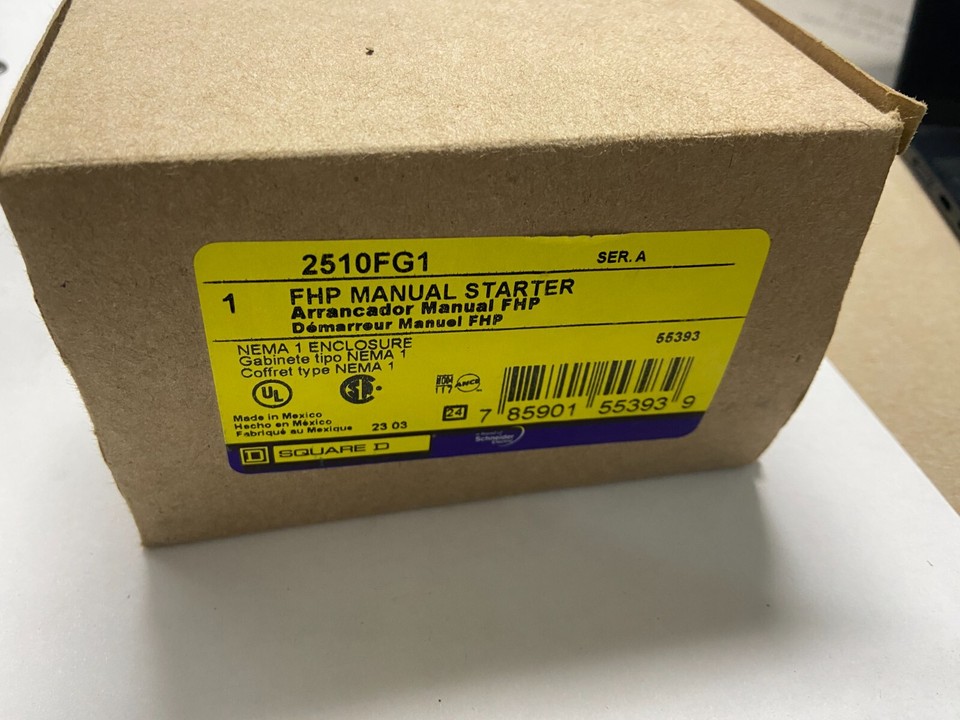 2510FG1 SER. A
1 FHP MANUAL STARTER
Arrancador Manual FHP
Démarreur Manuel FHP
55393
NEMA 1 ENCLOSURE
Gabinete tipo NEMA 1
Coffret type NEMA 1
UL
ANCE
Made in Mexico
Hecho en México
Fabriqué au Mexique
23 03
24
7 85901 55393 9
D SQUARE D
Schneider
Electric